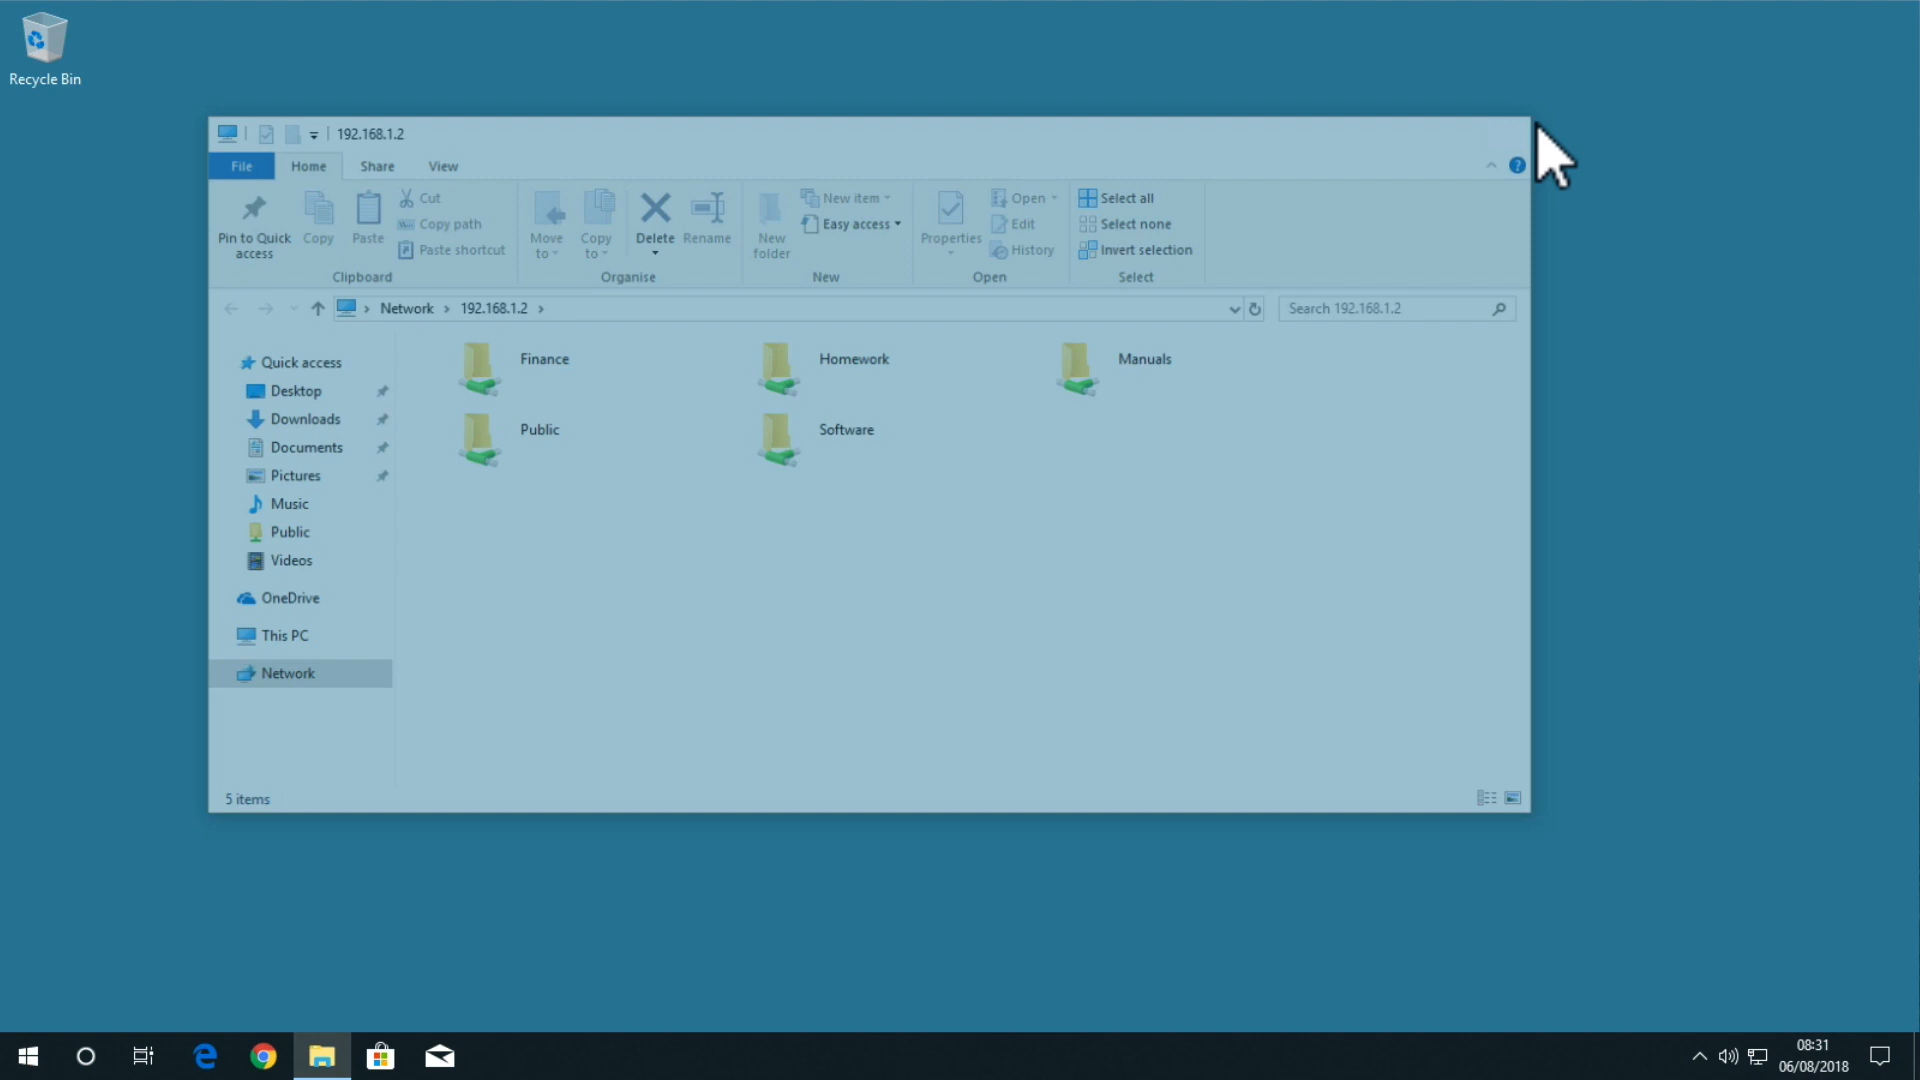 Recycle Bin
192.168.1.2
File Home Share View
Pin to Quick access
Copy
Paste
Cut
Copy path
Paste shortcut
Clipboard
Move to
Copy to
Delete
Rename
Organise
New folder
New item
Easy access
New
Properties
Open
Edit
History
Open
Select all
Select none
Invert selection
Select
Network 192.168.1.2
Search 192.168.1.2
Quick access
Desktop
Downloads
Documents
Pictures
Music
Public
Videos
OneDrive
This PC
Network
Finance
Homework
Manuals
Public
Software
5 items
08:31
06/08/2018